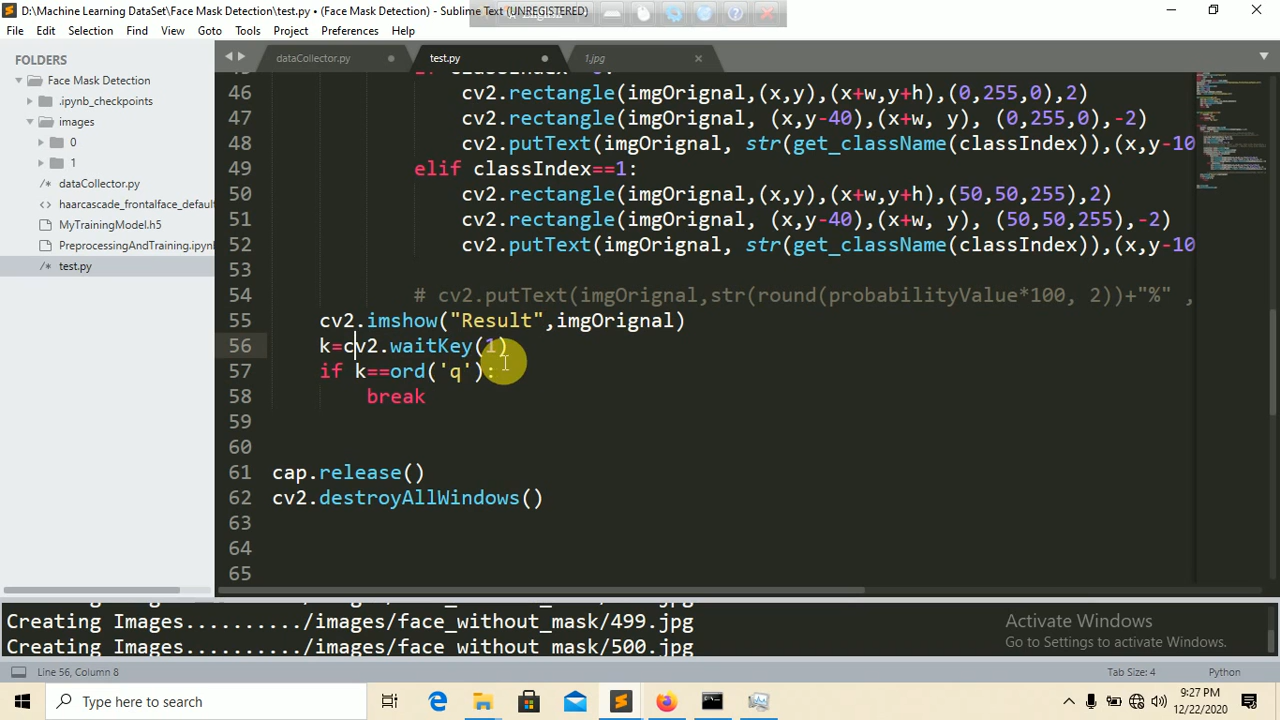 D:\Machine Learning DataSet\Face Mask Detection\test.py • (Face Mask Detection) - Sublime Text (UNREGISTERED)
File Edit Selection Find View Goto Tools Project Preferences Help
FOLDERS
Face Mask Detection
.ipynb_checkpoints
images
0
1
dataCollector.py
haarcascade_frontalface_defaul
MyTrainingModel.h5
PreprocessingAndTraining.ipynb
test.py
dataCollector.py test.py 1.jpg
46 cv2.rectangle(imgOrignal,(x,y),(x+w,y+h),(0,255,0),2)
47 cv2.rectangle(imgOrignal, (x,y-40),(x+w, y), (0,255,0),-2)
48 cv2.putText(imgOrignal, str(get_className(classIndex)),(x,y-10
49 elif classIndex==1:
50 cv2.rectangle(imgOrignal,(x,y),(x+w,y+h),(50,50,255),2)
51 cv2.rectangle(imgOrignal, (x,y-40),(x+w, y), (50,50,255),-2)
52 cv2.putText(imgOrignal, str(get_className(classIndex)),(x,y-10
53
54 # cv2.putText(imgOrignal,str(round(probabilityValue*100, 2))+"%" ,
55 cv2.imshow("Result",imgOrignal)
56 k=cv2.waitKey(1)
57 if k==ord('q'):
58 break
59
60
61 cap.release()
62 cv2.destroyAllWindows()
63
64
65
Creating Images........../images/face_without_mask/499.jpg
Creating Images........../images/face_without_mask/500.jpg
Activate Windows
Go to Settings to activate Windows.
Line 56, Column 8
Tab Size: 4
Python
Type here to search
9:27 PM
12/22/2020